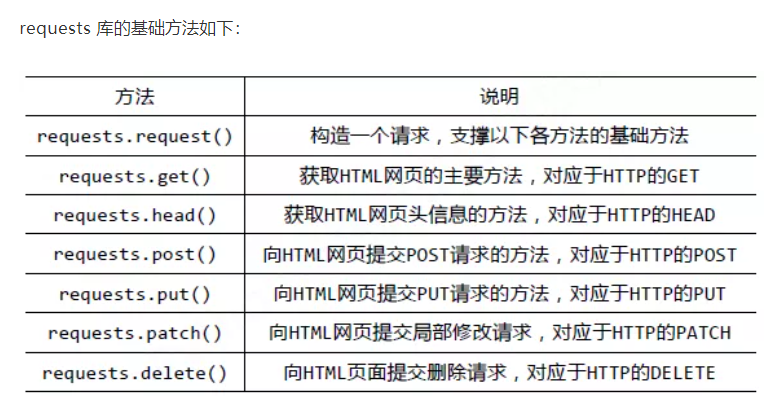 requests 库的基础方法如下：
方法 说明
requests.request() 构造一个请求，支撑以下各方法的基础方法
requests.get() 获取HTML网页的主要方法，对应于HTTP的GET
requests.head() 获取HTML网页头信息的方法，对应于HTTP的HEAD
requests.post() 向HTML网页提交POST请求的方法，对应于HTTP的POST
requests.put() 向HTML网页提交PUT请求的方法，对应于HTTP的PUT
requests.patch() 向HTML网页提交局部修改请求，对应于HTTP的PATCH
requests.delete() 向HTML页面提交删除请求，对应于HTTP的DELETE